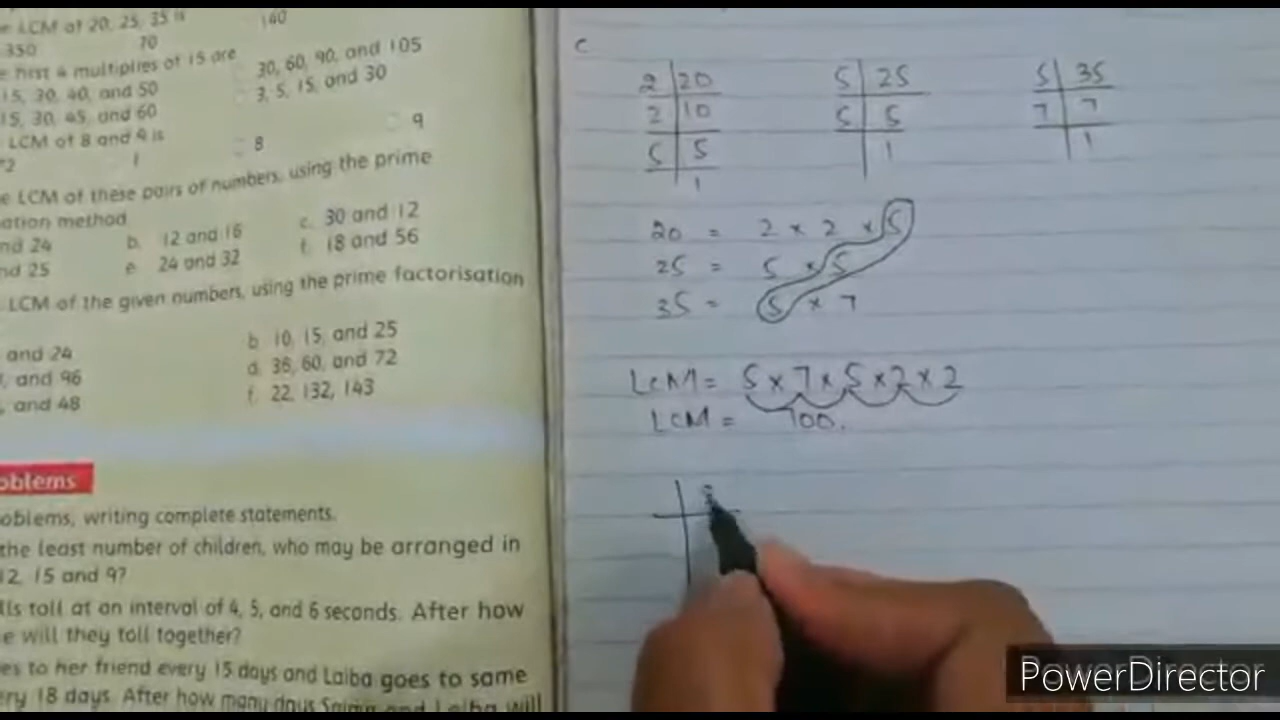 LCM of 20, 25, 35 is
350 70 140
first 4 multiplies of 15 are
15, 30, 40, and 50 30, 60, 90, and 105
15, 30, 45, and 60 3, 5, 15, and 30
LCM of 8 and 9 is
1 8 9
LCM of these pairs of numbers, using the prime
method
and 24 b. 12 and 16 c. 30 and 12
and 25 e. 24 and 32 f. 18 and 56
LCM of the given numbers, using the prime factorisation
and 24 b. 10, 15, and 25
and 96 d. 36, 60, and 72
and 48 f. 22, 132, 143
writing complete statements.
the least number of children, who may be arranged in
12, 15 and 9?
toll at an interval of 4, 5, and 6 seconds. After how
will they toll together?
to her friend every 15 days and Laiba goes to same
18 days. After how many days and Laiba will
c
2 20 5 25 5 35
2 10 5 5 7 7
5 5 1 1
1
20 = 2 × 2 × 5
25 = 5 × 5
35 = 5 × 7
LCM = 5 × 7 × 5 × 2 × 2
LCM = 700.
PowerDirector